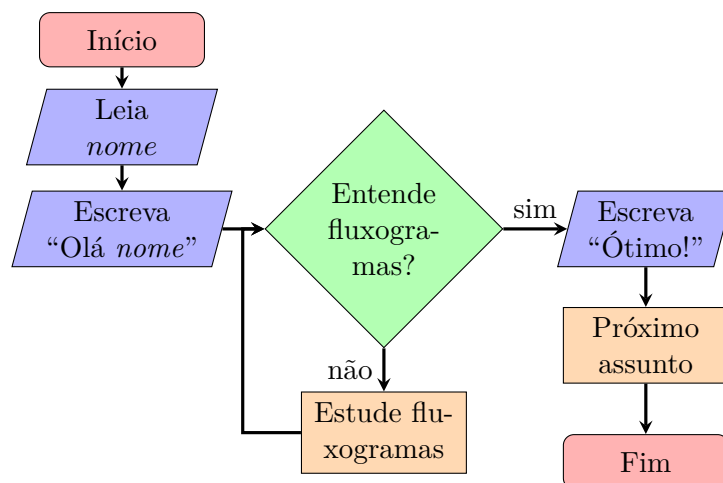 Início
Leia
nome
Escreva
“Olá nome”
Entende
fluxogra-
mas?
sim
Escreva
“Ótimo!”
não
Estude flu-
xogramas
Próximo
assunto
Fim